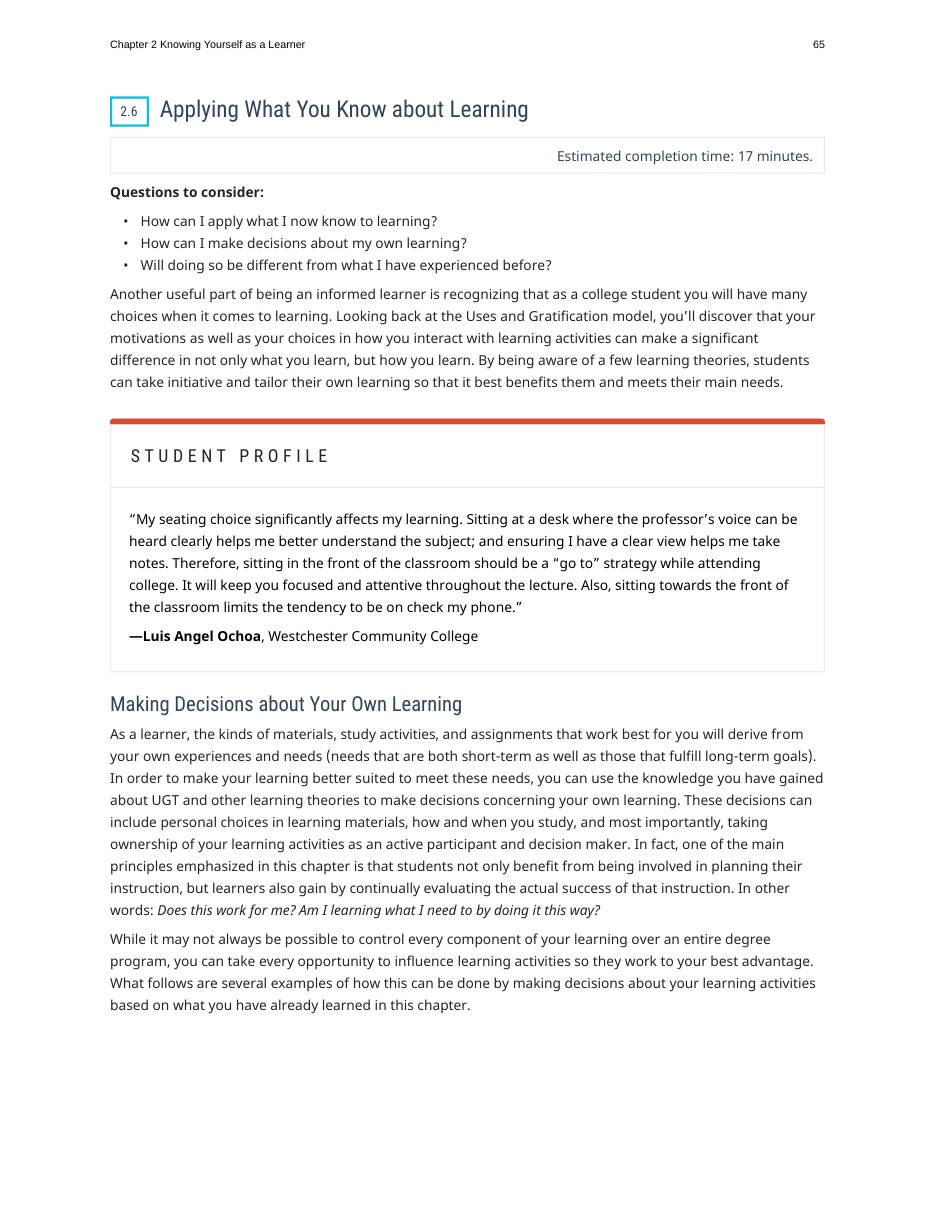 Chapter 2 Knowing Yourself as a Learner 65
2.6 Applying What You Know about Learning
Estimated completion time: 17 minutes.
Questions to consider:
• How can I apply what I now know to learning?
• How can I make decisions about my own learning?
• Will doing so be different from what I have experienced before?
Another useful part of being an informed learner is recognizing that as a college student you will have many
choices when it comes to learning. Looking back at the Uses and Gratification model, you’ll discover that your
motivations as well as your choices in how you interact with learning activities can make a significant
difference in not only what you learn, but how you learn. By being aware of a few learning theories, students
can take initiative and tailor their own learning so that it best benefits them and meets their main needs.
STUDENT PROFILE
“My seating choice significantly affects my learning. Sitting at a desk where the professor’s voice can be
heard clearly helps me better understand the subject; and ensuring I have a clear view helps me take
notes. Therefore, sitting in the front of the classroom should be a “go to” strategy while attending
college. It will keep you focused and attentive throughout the lecture. Also, sitting towards the front of
the classroom limits the tendency to be on check my phone.”
—Luis Angel Ochoa, Westchester Community College
Making Decisions about Your Own Learning
As a learner, the kinds of materials, study activities, and assignments that work best for you will derive from
your own experiences and needs (needs that are both short-term as well as those that fulfill long-term goals).
In order to make your learning better suited to meet these needs, you can use the knowledge you have gained
about UGT and other learning theories to make decisions concerning your own learning. These decisions can
include personal choices in learning materials, how and when you study, and most importantly, taking
ownership of your learning activities as an active participant and decision maker. In fact, one of the main
principles emphasized in this chapter is that students not only benefit from being involved in planning their
instruction, but learners also gain by continually evaluating the actual success of that instruction. In other
words: Does this work for me? Am I learning what I need to by doing it this way?
While it may not always be possible to control every component of your learning over an entire degree
program, you can take every opportunity to influence learning activities so they work to your best advantage.
What follows are several examples of how this can be done by making decisions about your learning activities
based on what you have already learned in this chapter.